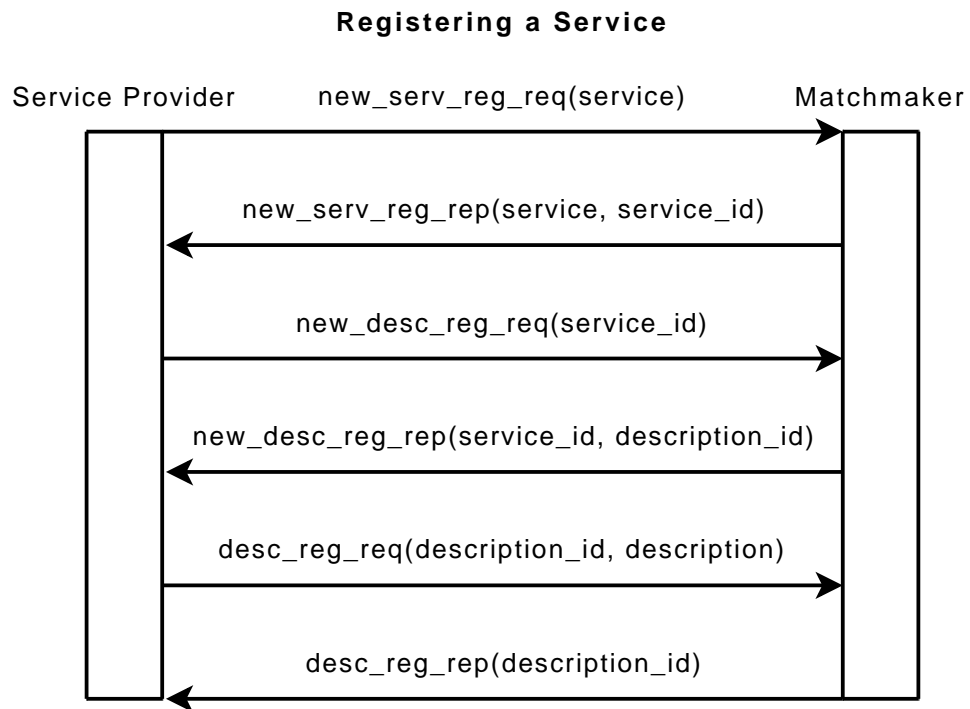 Registering a Service
Service Provider new_serv_reg_req(service) Matchmaker
new_serv_reg_rep(service, service_id)
new_desc_reg_req(service_id)
new_desc_reg_rep(service_id, description_id)
desc_reg_req(description_id, description)
desc_reg_rep(description_id)